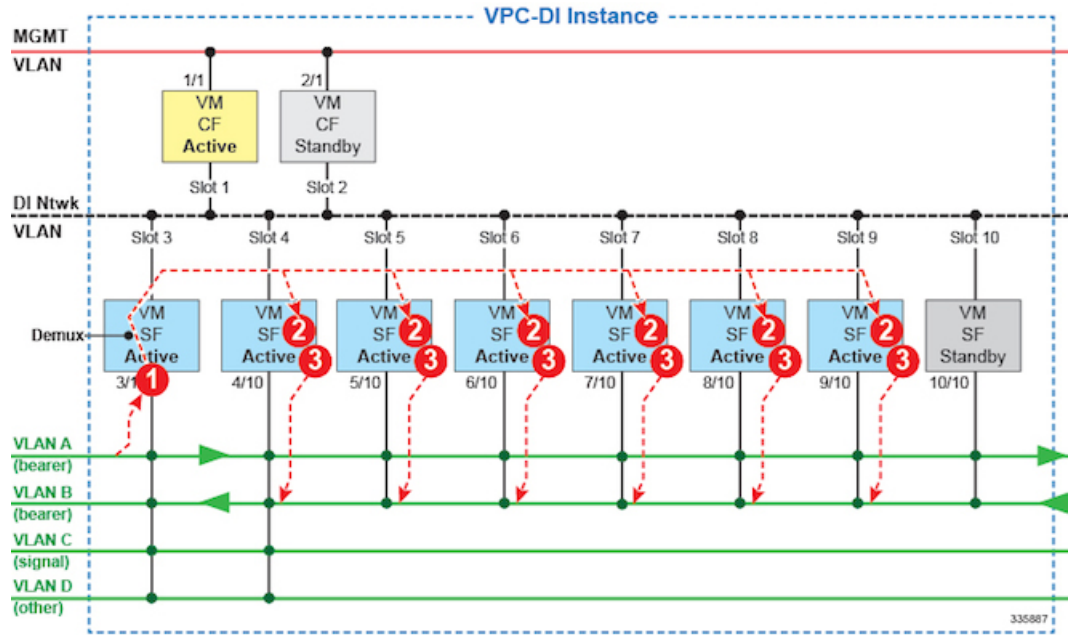 VPC-DI Instance
MGMT
VLAN
1/1
2/1
VM
CF
Active
VM
CF
Standby
Slot 1
Slot 2
DI Ntwk
VLAN
Slot 3
Slot 4
Slot 5
Slot 6
Slot 7
Slot 8
Slot 9
Slot 10
Demux
VM
SF
Active
1
VM
SF
Active
2
3
VM
SF
Active
2
3
VM
SF
Active
2
3
VM
SF
Active
2
3
VM
SF
Active
2
3
VM
SF
Active
2
3
VM
SF
Standby
4/10
5/10
6/10
7/10
8/10
9/10
10/10
VLAN A
(bearer)
VLAN B
(bearer)
VLAN C
(signal)
VLAN D
(other)
335887